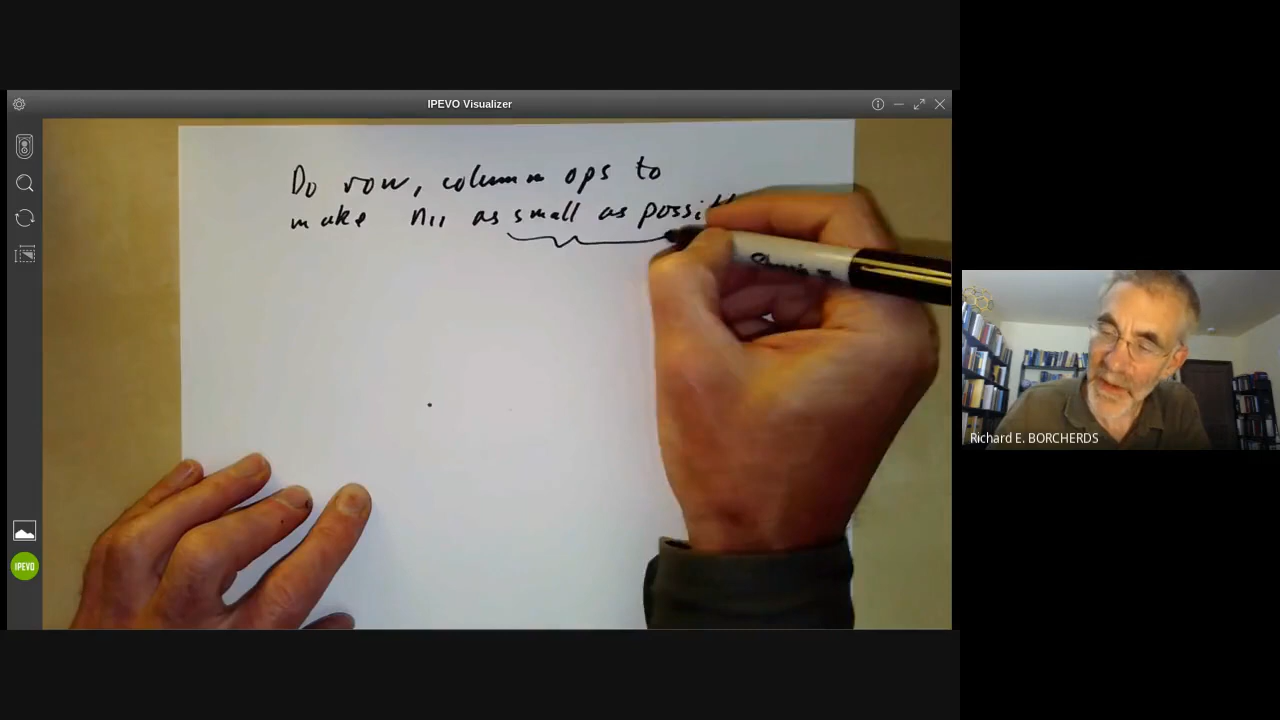 IPEVO Visualizer
Do row, column ops to
make n11 as small as
IPEVO
Richard E. BORCHERDS